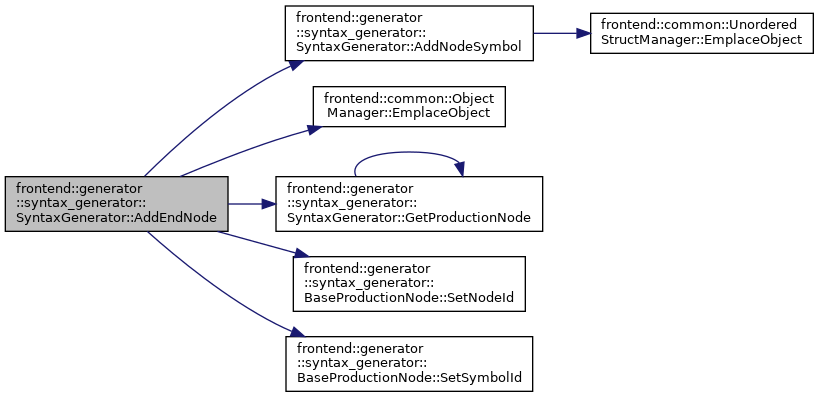 frontend::generator
::syntax_generator::
SyntaxGenerator::AddNodeSymbol
frontend::common::Unordered
StructManager::EmplaceObject
frontend::common::Object
Manager::EmplaceObject
frontend::generator
::syntax_generator::
SyntaxGenerator::AddEndNode
frontend::generator
::syntax_generator::
SyntaxGenerator::GetProductionNode
frontend::generator
::syntax_generator::
BaseProductionNode::SetNodeId
frontend::generator
::syntax_generator::
BaseProductionNode::SetSymbolId